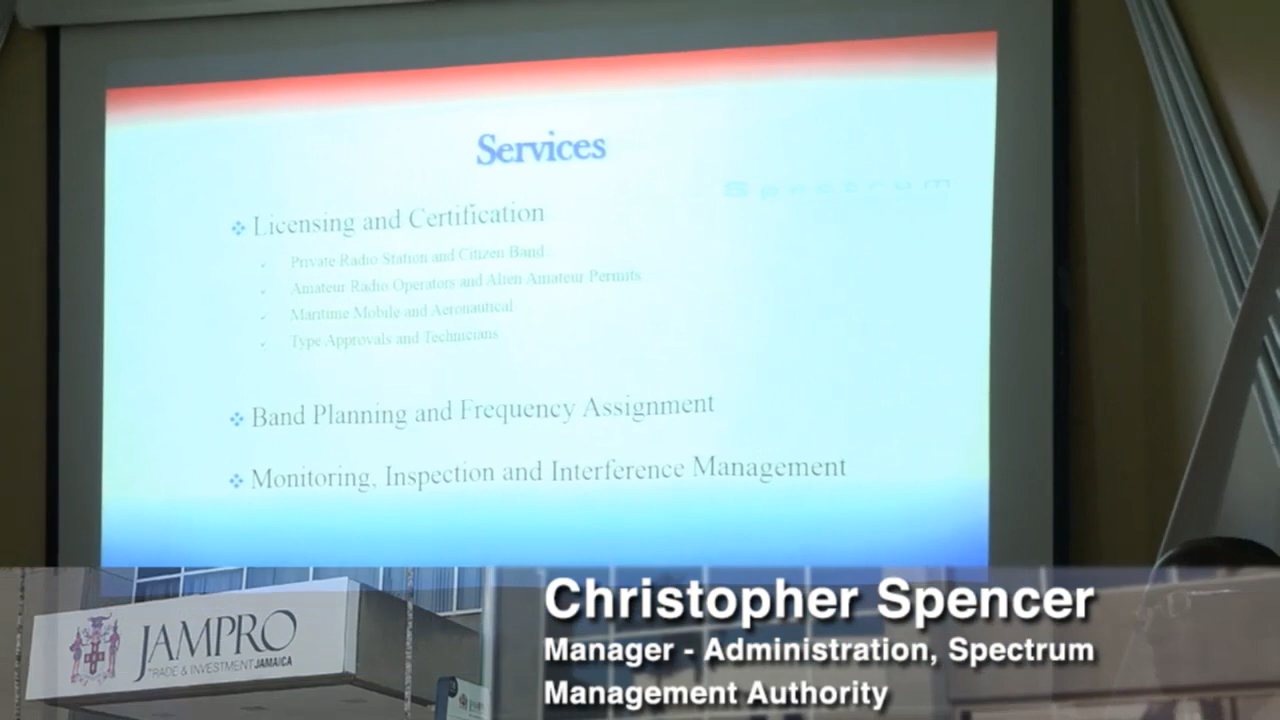 Services
Spectrum
Licensing and Certification
Private Radio Station and Citizen Band
Amateur Radio Operators and Alien Amateur Permits
Maritime Mobile and Aeronautical
Type Approvals and Technicians
Band Planning and Frequency Assignment
Monitoring, Inspection and Interference Management
JAMPRO
TRADE & INVESTMENT JAMAICA
Christopher Spencer
Manager - Administration, Spectrum
Management Authority